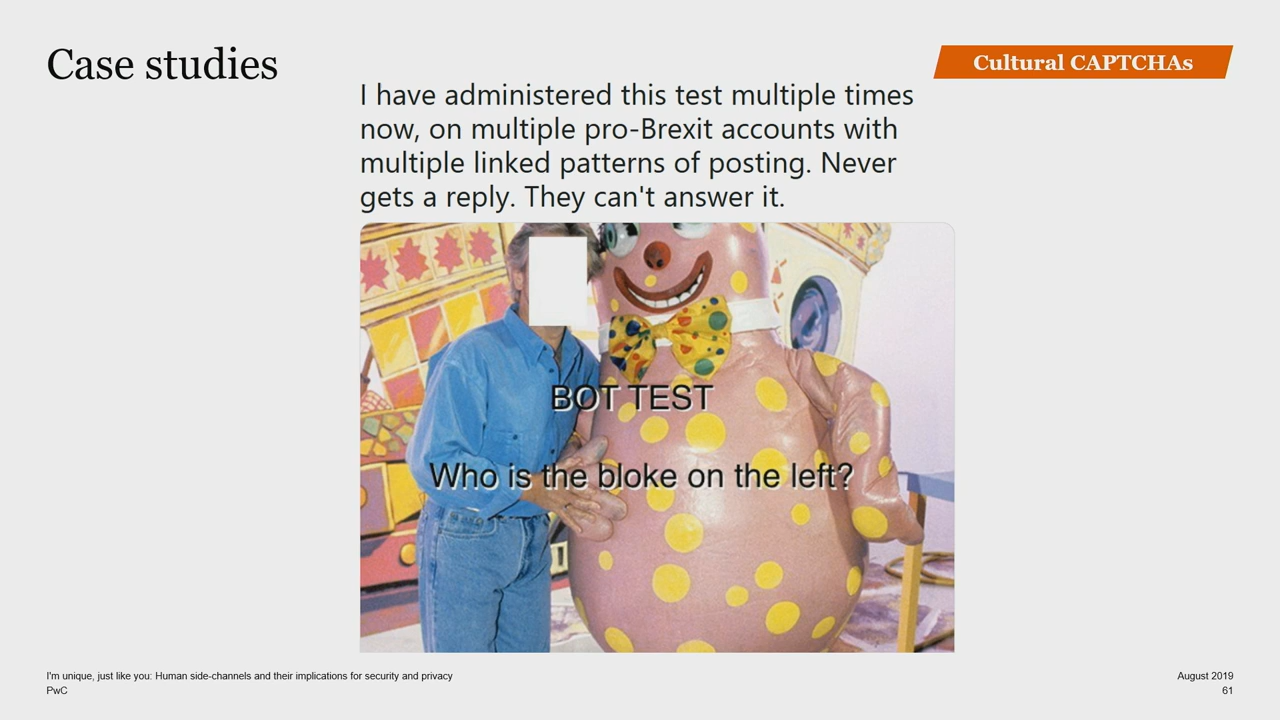 Case studies
Cultural CAPTCHAs
I have administered this test multiple times
now, on multiple pro-Brexit accounts with
multiple linked patterns of posting. Never
gets a reply. They can't answer it.
BOT TEST
Who is the bloke on the left?
I'm unique, just like you: Human side-channels and their implications for security and privacy
PwC
August 2019
61